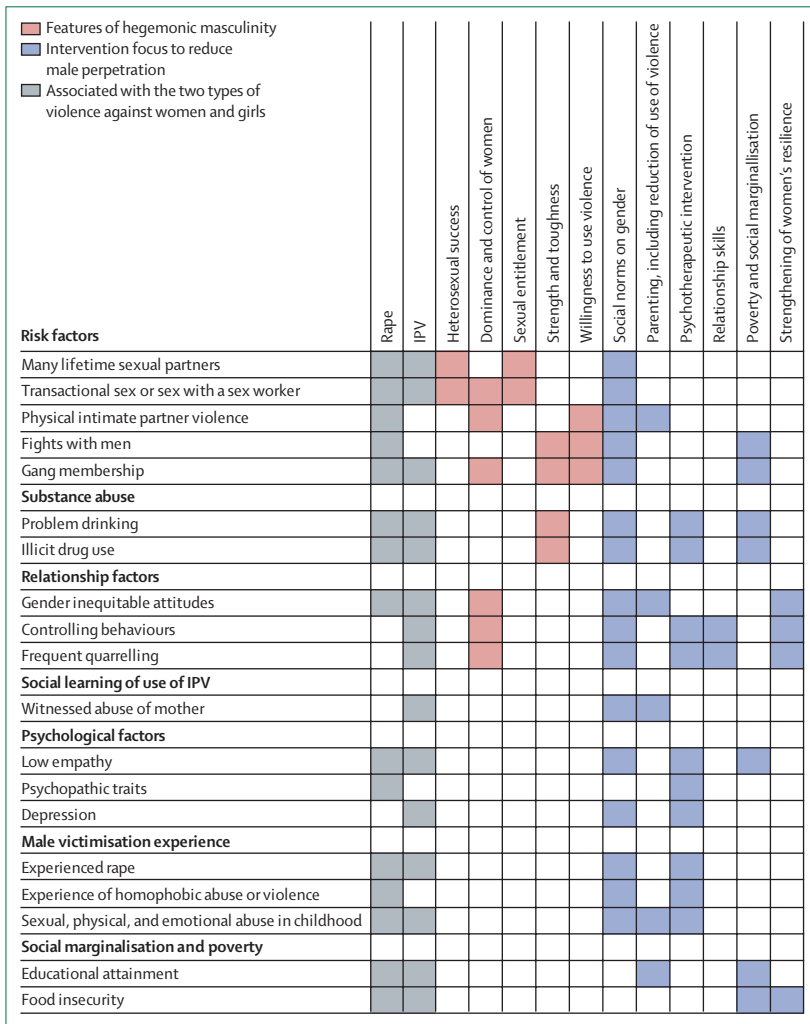 Features of hegemonic masculinity
Intervention focus to reduce
male perpetration
Associated with the two types of
violence against women and girls
Rape
IPV
Heterosexual success
Dominance and control of women
Sexual entitlement
Strength and toughness
Willingness to use violence
Social norms on gender
Parenting, including reduction of use of violence
Psychotherapeutic intervention
Relationship skills
Poverty and social marginallisation
Strengthening of women's resilience
Risk factors
Many lifetime sexual partners
Transactional sex or sex with a sex worker
Physical intimate partner violence
Fights with men
Gang membership
Substance abuse
Problem drinking
Illicit drug use
Relationship factors
Gender inequitable attitudes
Controlling behaviours
Frequent quarrelling
Social learning of use of IPV
Witnessed abuse of mother
Psychological factors
Low empathy
Psychopathic traits
Depression
Male victimisation experience
Experienced rape
Experience of homophobic abuse or violence
Sexual, physical, and emotional abuse in childhood
Social marginalisation and poverty
Educational attainment
Food insecurity